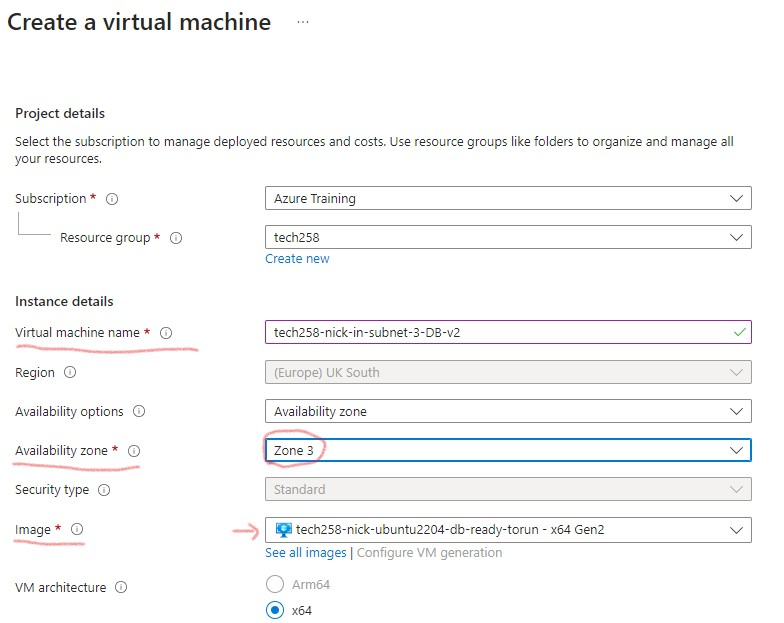 Create a virtual machine ...
Project details
Select the subscription to manage deployed resources and costs. Use resource groups like folders to organize and manage all
your resources.
Subscription *
Azure Training
Resource group *
tech258
Create new
Instance details
Virtual machine name *
tech258-nick-in-subnet-3-DB-v2
Region
(Europe) UK South
Availability options
Availability zone
Availability zone *
Zone 3
Security type
Standard
Image *
tech258-nick-ubuntu2204-db-ready-torun - x64 Gen2
See all images | Configure VM generation
VM architecture
Arm64
x64